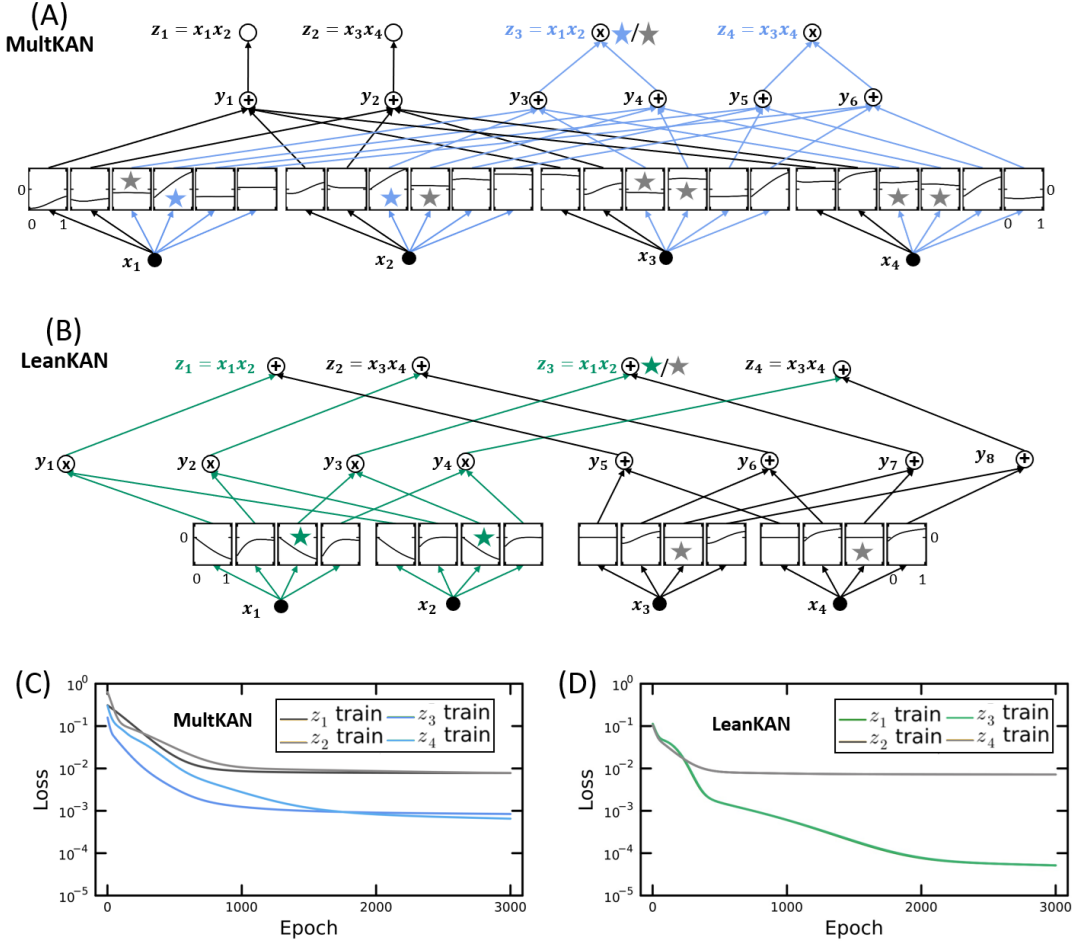 (A)
MultKAN
z₁ = x₁x₂
z₂ = x₃x₄
z₃ = x₁x₂
x
/
z₄ = x₃x₄
x
y₁ +
y₂ +
y₃ +
y₄ +
y₅ +
y₆ +
0
0
0 1
0 1
x₁
x₂
x₃
x₄
(B)
LeanKAN
z₁ = x₁x₂ +
z₂ = x₃x₄ +
z₃ = x₁x₂ + /
z₄ = x₃x₄ +
y₁ x
y₂ x
y₃ x
y₄ x
y₅ +
y₆ +
y₇ +
y₈ +
0
0
0 1
0 1
x₁
x₂
x₃
x₄
(C)
MultKAN
z₁ train
z₂ train
z₃ train
z₄ train
10⁰
10⁻¹
10⁻²
10⁻³
10⁻⁴
10⁻⁵
Loss
0 1000 2000 3000
Epoch
(D)
LeanKAN
z₁ train
z₂ train
z₃ train
z₄ train
10⁰
10⁻¹
10⁻²
10⁻³
10⁻⁴
10⁻⁵
Loss
0 1000 2000 3000
Epoch